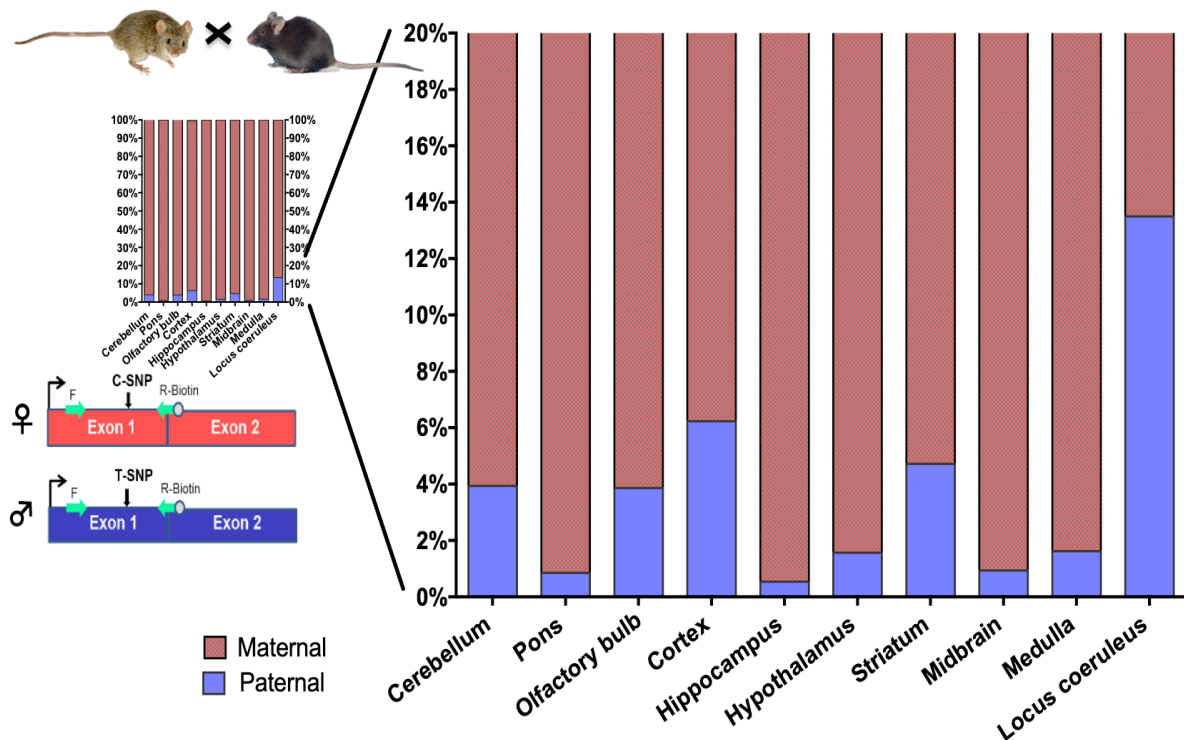 100%
90%
80%
70%
60%
50%
40%
30%
20%
10%
0%
100%
90%
80%
70%
60%
50%
40%
30%
20%
10%
0%
Cerebellum
Pons
Olfactory bulb
Cortex
Hippocampus
Hypothalamus
Striatum
Midbrain
Medulla
Locus coeruleus
C-SNP
F
R-Biotin
♀
Exon 1
Exon 2
T-SNP
F
R-Biotin
♂
Exon 1
Exon 2
Maternal
Paternal
20%
18%
16%
14%
12%
10%
8%
6%
4%
2%
0%
Cerebellum
Pons
Olfactory bulb
Cortex
Hippocampus
Hypothalamus
Striatum
Midbrain
Medulla
Locus coeruleus